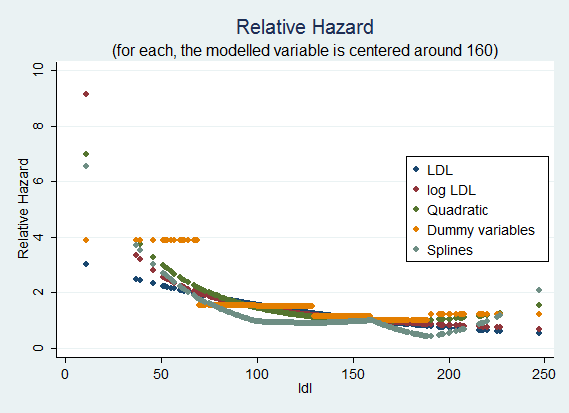 Relative Hazard
(for each, the modelled variable is centered around 160)
Relative Hazard
10
8
6
4
2
0
LDL
log LDL
Quadratic
Dummy variables
Splines
0 50 100 150 200 250
ldl